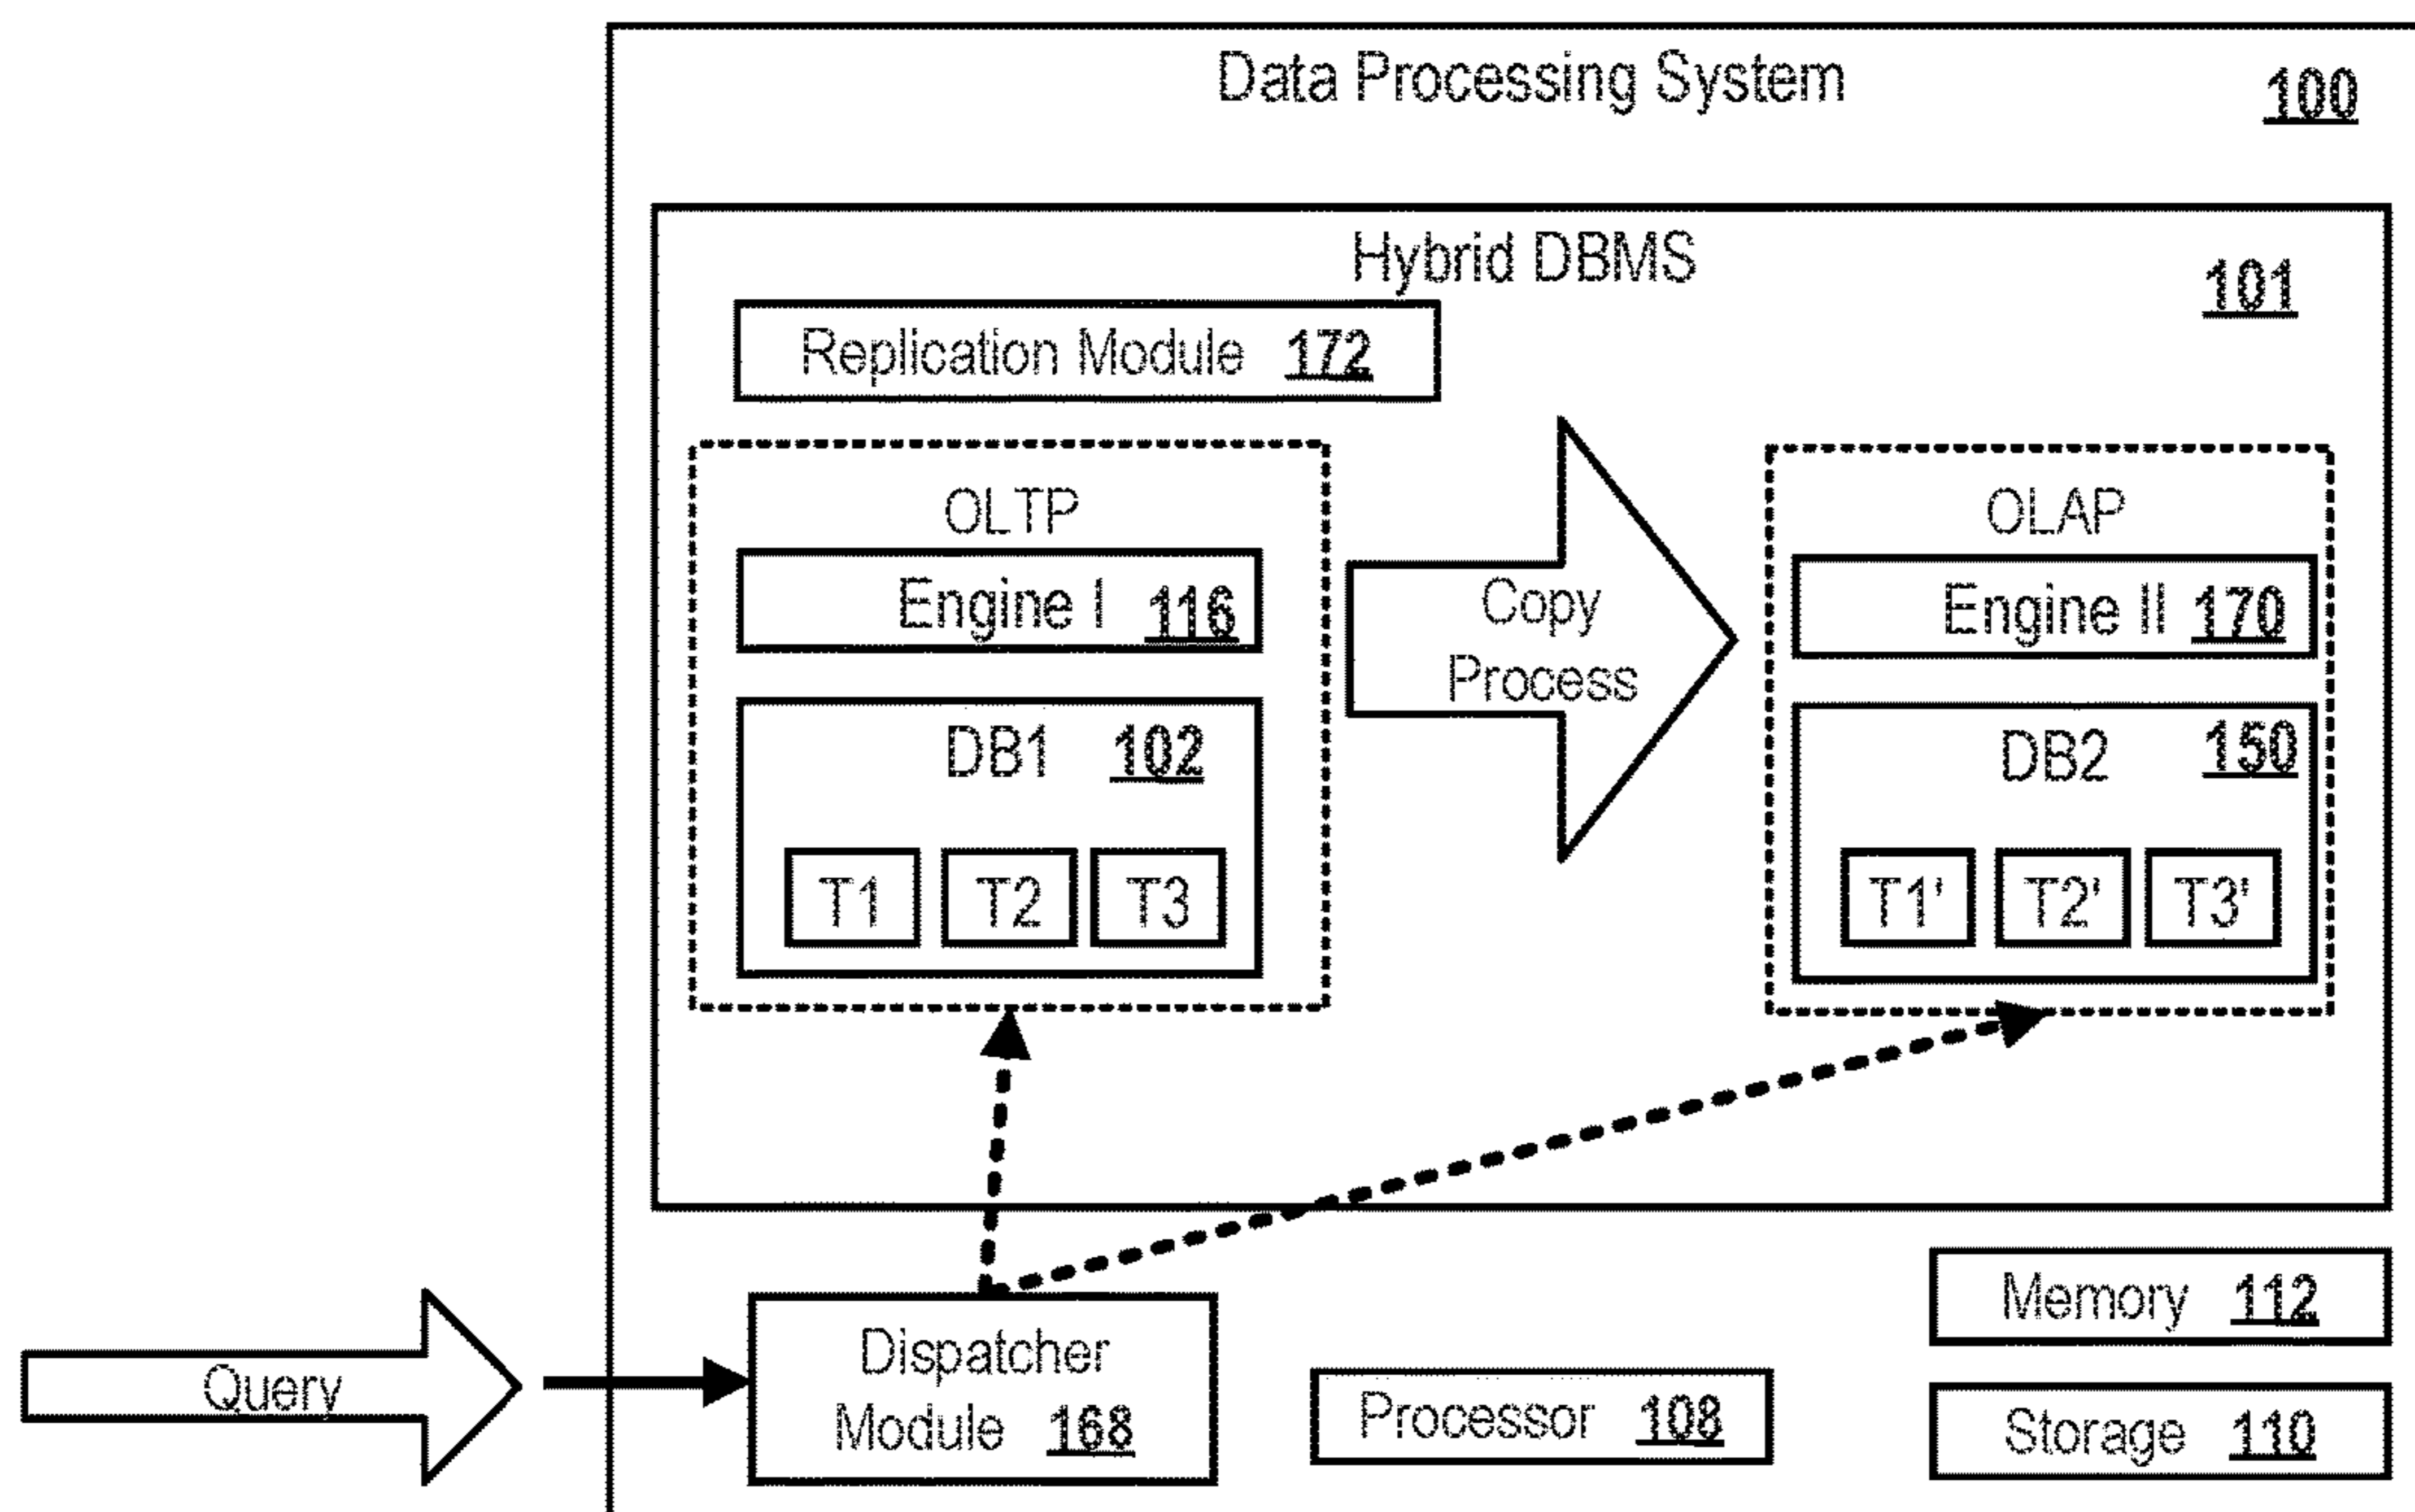 Data Processing System 100
Hybrid DBMS 101
Replication Module 172
OLTP
Engine I 116
DB1 102
T1 T2 T3
Copy
Process
OLAP
Engine II 170
DB2 150
T1' T2' T3'
Query
Dispatcher
Module 168
Processor 108
Memory 112
Storage 110